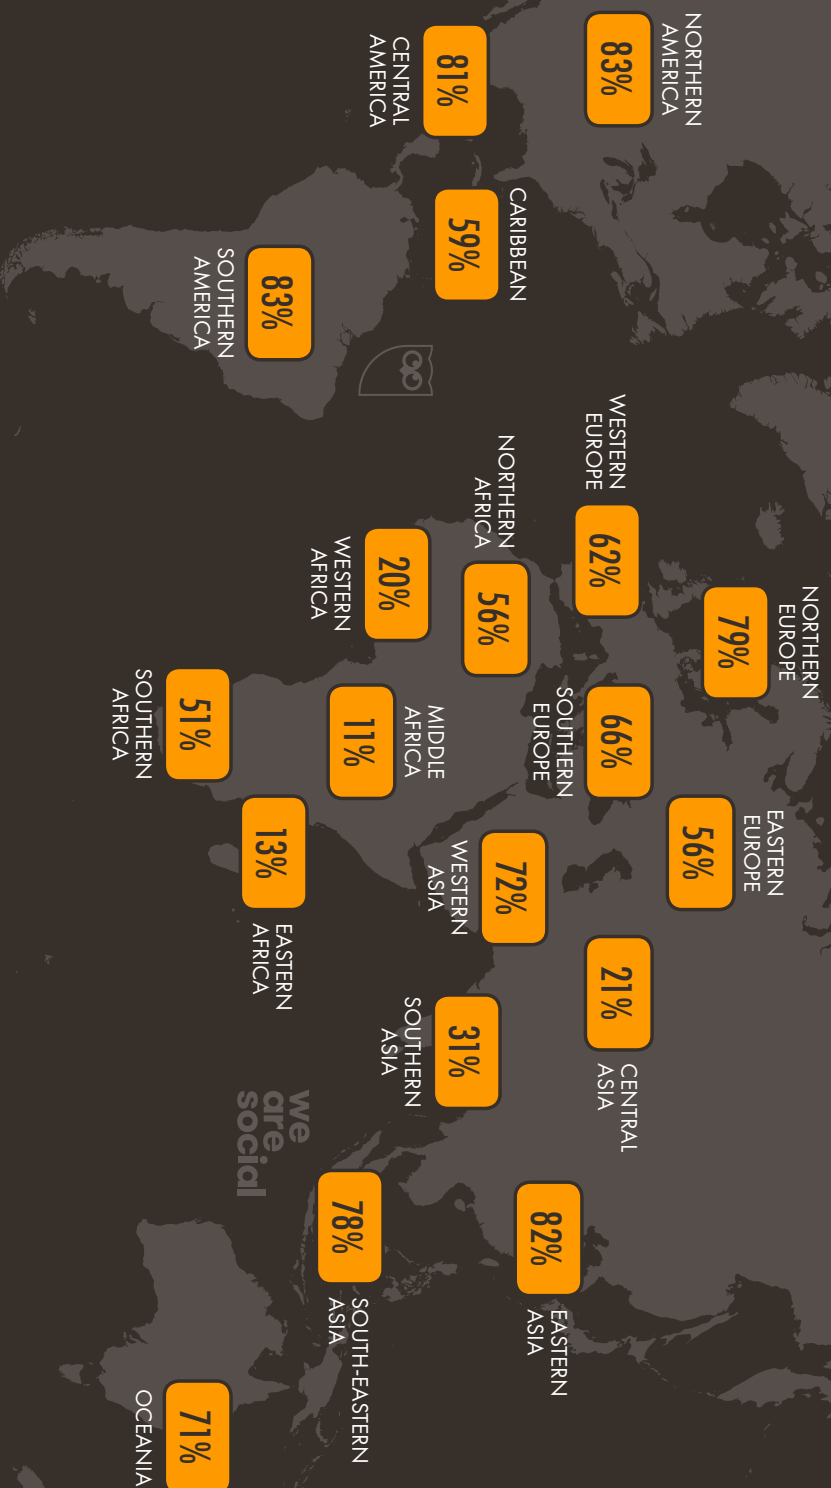 NORTHERN
AMERICA
83%
CENTRAL
AMERICA
81%
CARIBBEAN
59%
SOUTHERN
AMERICA
83%
WESTERN
EUROPE
62%
NORTHERN
EUROPE
79%
SOUTHERN
EUROPE
66%
EASTERN
EUROPE
56%
NORTHERN
AFRICA
56%
WESTERN
AFRICA
20%
MIDDLE
AFRICA
11%
SOUTHERN
AFRICA
51%
EASTERN
AFRICA
13%
WESTERN
ASIA
72%
CENTRAL
ASIA
21%
SOUTHERN
ASIA
31%
EASTERN
ASIA
82%
SOUTH-EASTERN
ASIA
78%
OCEANIA
71%
we
are
social